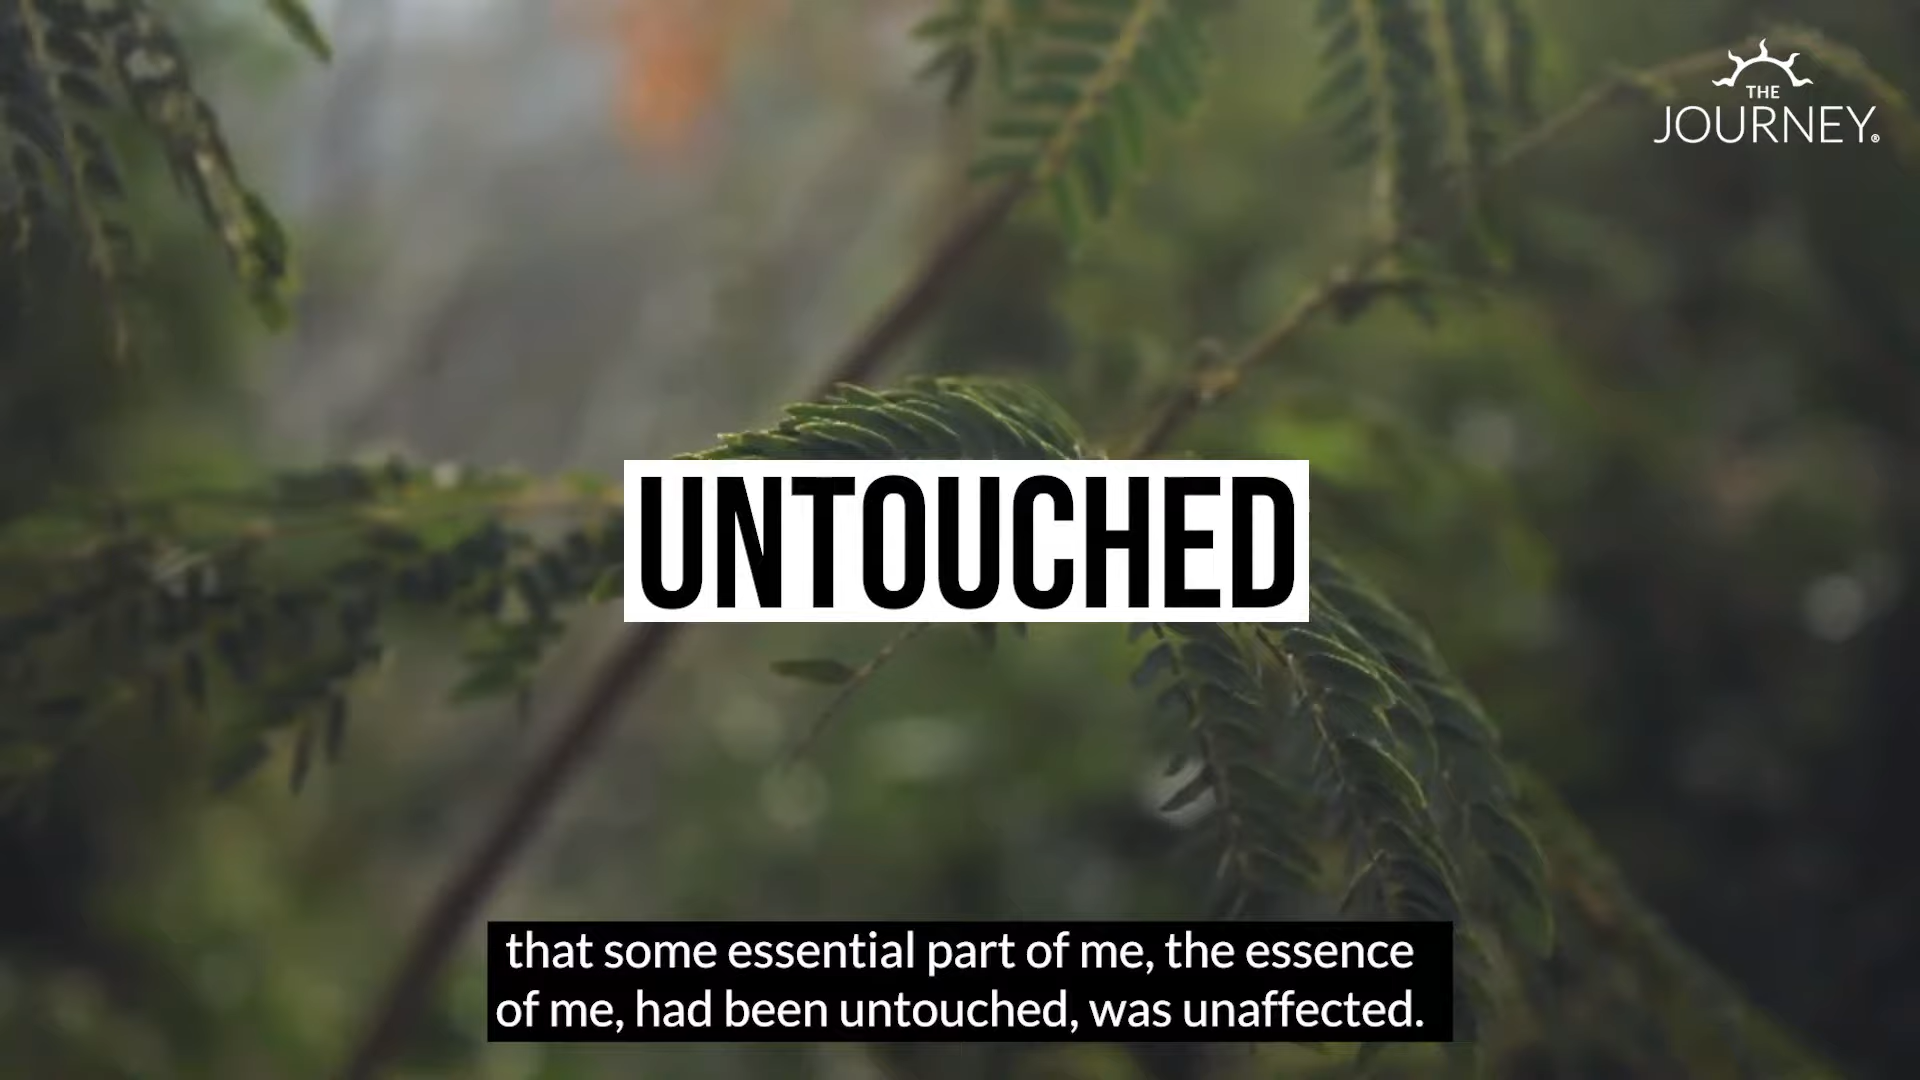 THE
JOURNEY®
UNTOUCHED
that some essential part of me, the essence
of me, had been untouched, was unaffected.